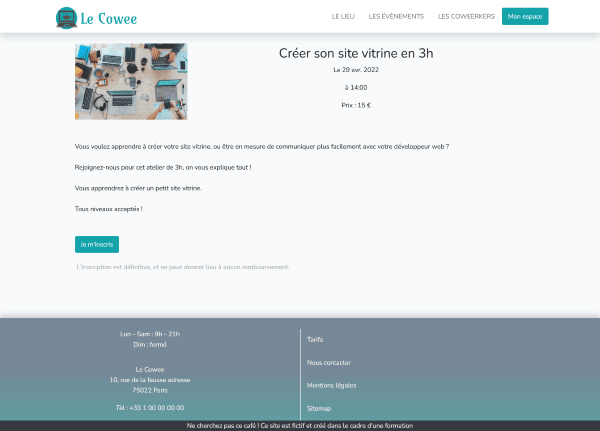 Le Cowee
LE LIEU
LES ÉVÈNEMENTS
LES COWEERKERS
Mon espace
Créer son site vitrine en 3h
Le 29 avr. 2022
à 14:00
Prix : 15 €
Vous voulez apprendre à créer votre site vitrine, ou être en mesure de communiquer plus facilement avec votre développeur web ?
Rejoignez-nous pour cet atelier de 3h, on vous explique tout !
Vous apprendrez à créer un petit site vitrine.
Tous niveaux acceptés !
Je m'inscris
L'inscription est définitive, et ne peut donner lieu à aucun remboursement.
Lun - Sam : 9h - 21h
Dim : fermé
Le Cowee
10, rue de la fausse adresse
75022 Paris
Tèl : +33 1 00 00 00 00
Tarifs
Nous contacter
Mentions légales
Sitemap
Ne cherchez pas ce café ! Ce site est fictif et créé dans le cadre d'une formation